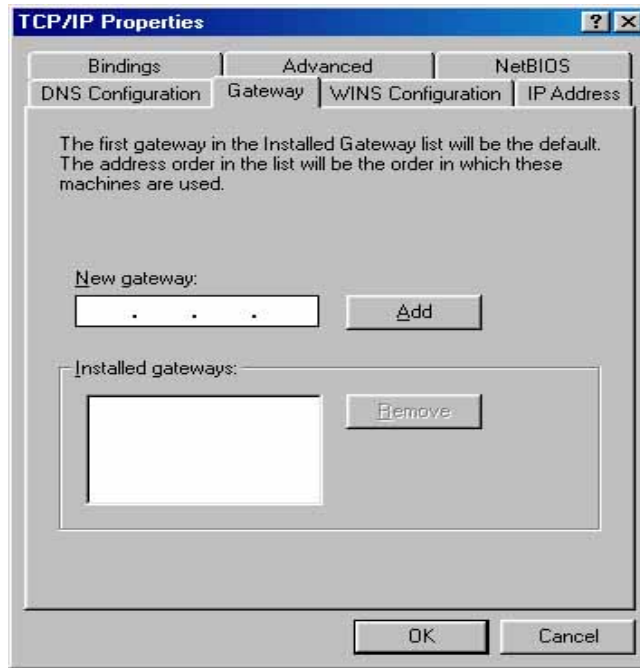 TCP/IP Properties
Bindings
Advanced
NetBIOS
DNS Configuration
Gateway
WINS Configuration
IP Address
The first gateway in the Installed Gateway list will be the default.
The address order in the list will be the order in which these
machines are used.
New gateway:
. . .
Add
Installed gateways:
Remove
OK
Cancel